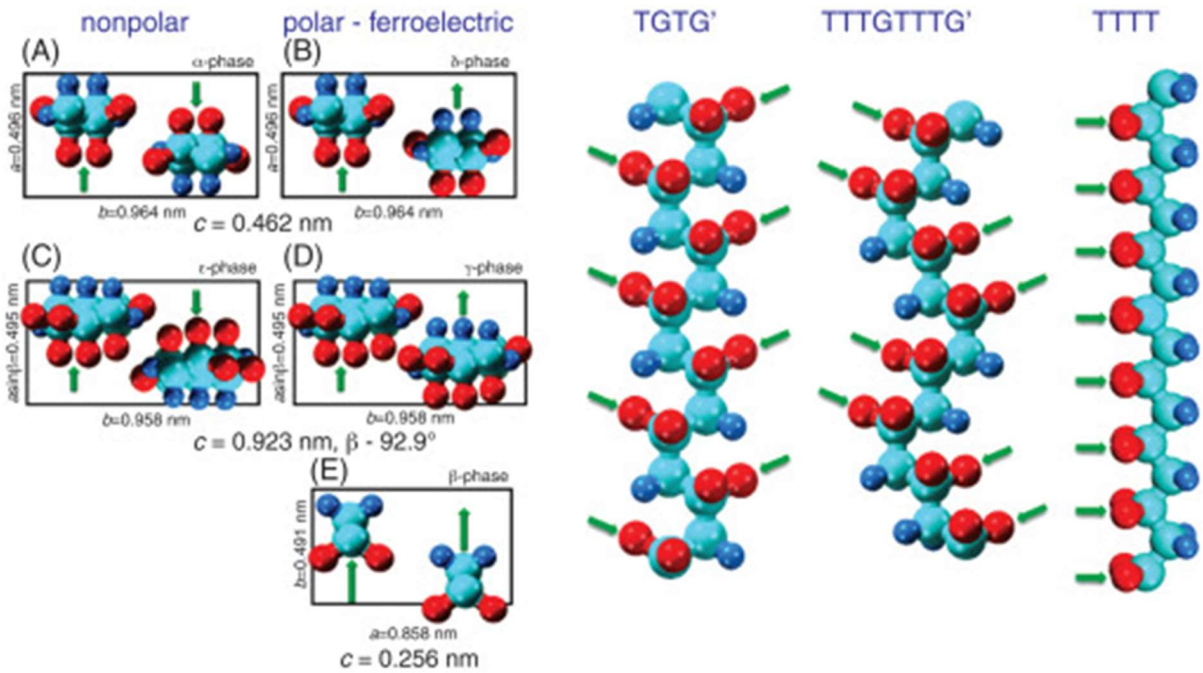 nonpolar
polar - ferroelectric
TGTG'
TTTGTTTG'
TTTT
(A)
α-phase
a=0.496 nm
b=0.964 nm
(B)
δ-phase
a=0.496 nm
b=0.964 nm
c = 0.462 nm
(C)
ε-phase
asinβ=0.495 nm
b=0.958 nm
(D)
γ-phase
asinβ=0.495 nm
b=0.958 nm
c = 0.923 nm, β - 92.9°
(E)
β-phase
b=0.491 nm
a=0.858 nm
c = 0.256 nm